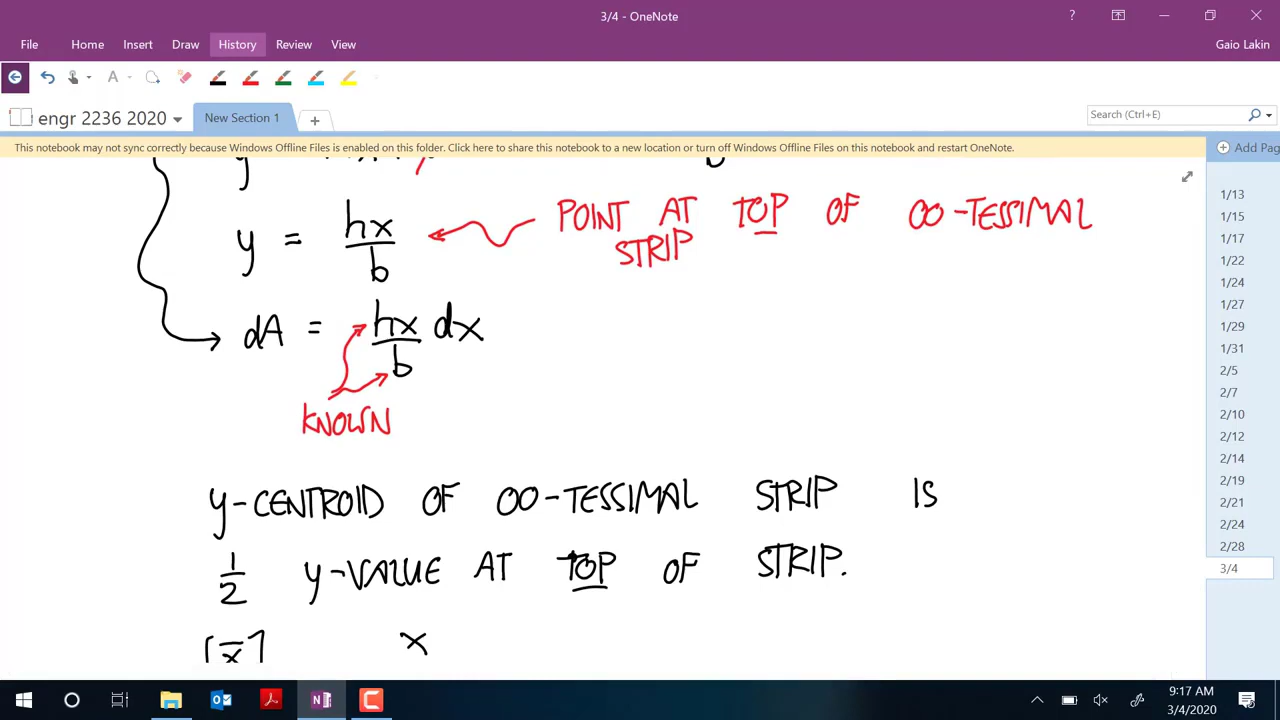 3/4 - OneNote
?
File Home Insert Draw History Review View
Gaio Lakin
A
engr 2236 2020
New Section 1
+
Search (Ctrl+E)
This notebook may not sync correctly because Windows Offline Files is enabled on this folder. Click here to share this notebook to a new location or turn off Windows Offline Files on this notebook and restart OneNote.
Add Pag
1/13
1/15
1/17
1/22
1/24
1/27
1/29
1/31
2/5
2/7
2/10
2/12
2/14
2/19
2/21
2/24
2/28
3/4
y = hx/b
POINT AT TOP OF ∞-TESSIMAL
STRIP
dA = hx/b dx
KNOWN
y-CENTROID OF ∞-TESSIMAL STRIP IS
1/2 y-VALUE AT TOP OF STRIP.
x̄ x
9:17 AM
3/4/2020